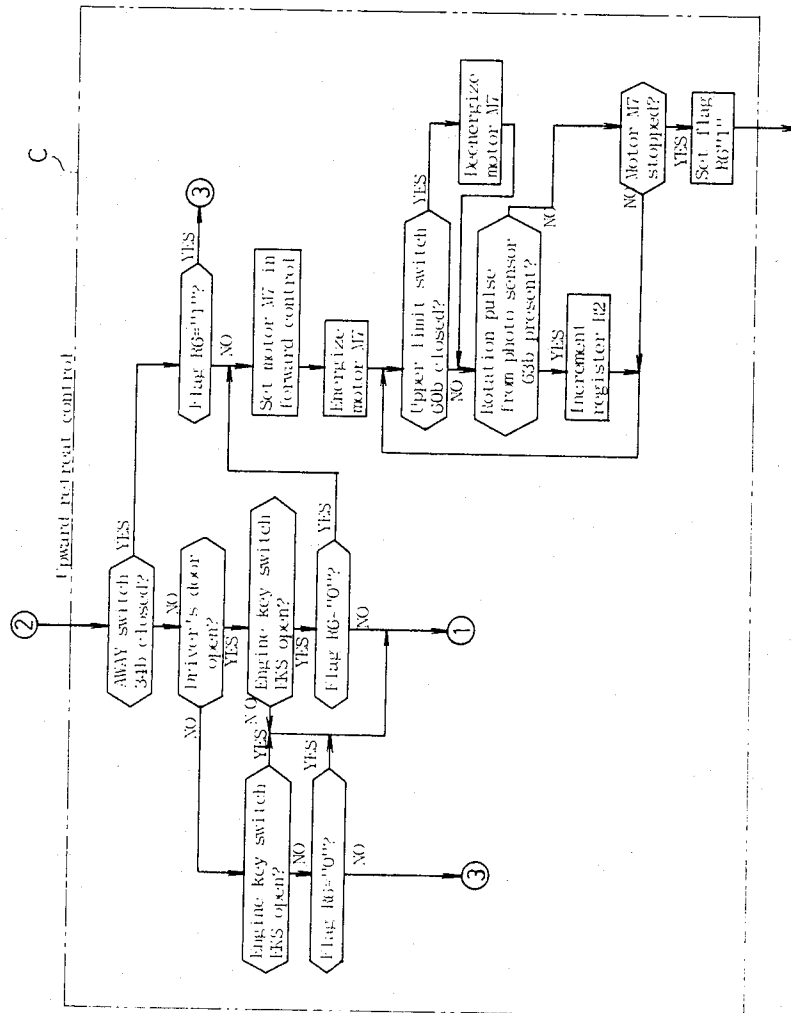 C
Upward retreat control
②
AWAY switch
34b closed?
YES
NO
Flag R6="1"?
YES
③
NO
Driver's door
open?
NO
YES
Set motor M7 in
forward control
Energize
motor M7
Engine key switch
EKS open?
NO
YES
Engine key switch
EKS open?
YES
NO
Flag R6="0"?
YES
NO
Flag R6="0"?
YES
NO
①
③
Upper limit switch
60b closed?
YES
NO
Deenergize
motor M7
Rotation pulse
from photo sensor
63b present?
NO
YES
Increment
register R2
Motor M7
stopped?
NO
YES
Set flag
R6"1"